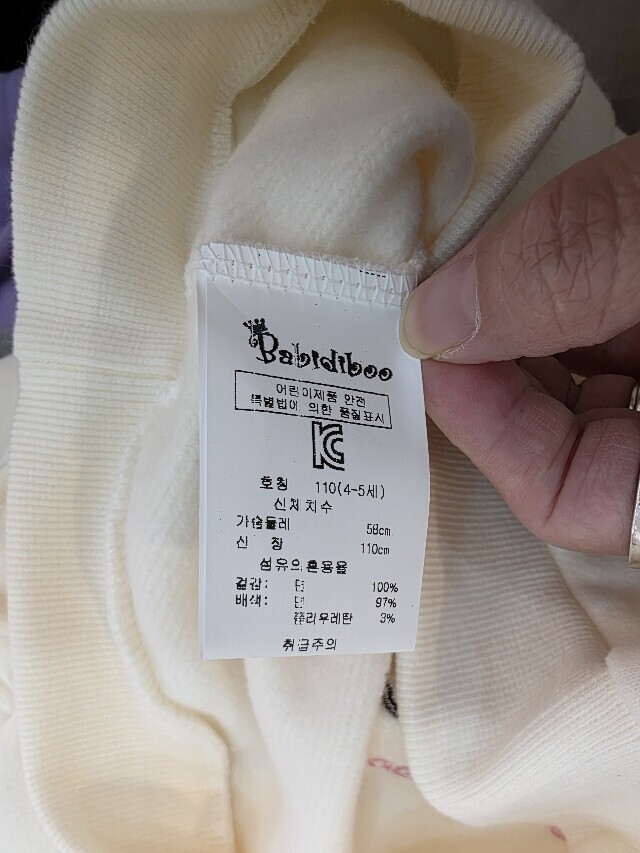 Babidiboo
어린이제품 안전
특별법에 의한 품질표시
KC
호칭 110(4-5세)
신체치수
가슴둘레 58cm
신 장 110cm
섬유의혼용율
겉감: 면 100%
배색: 면 97%
폴리우레탄 3%
취급주의